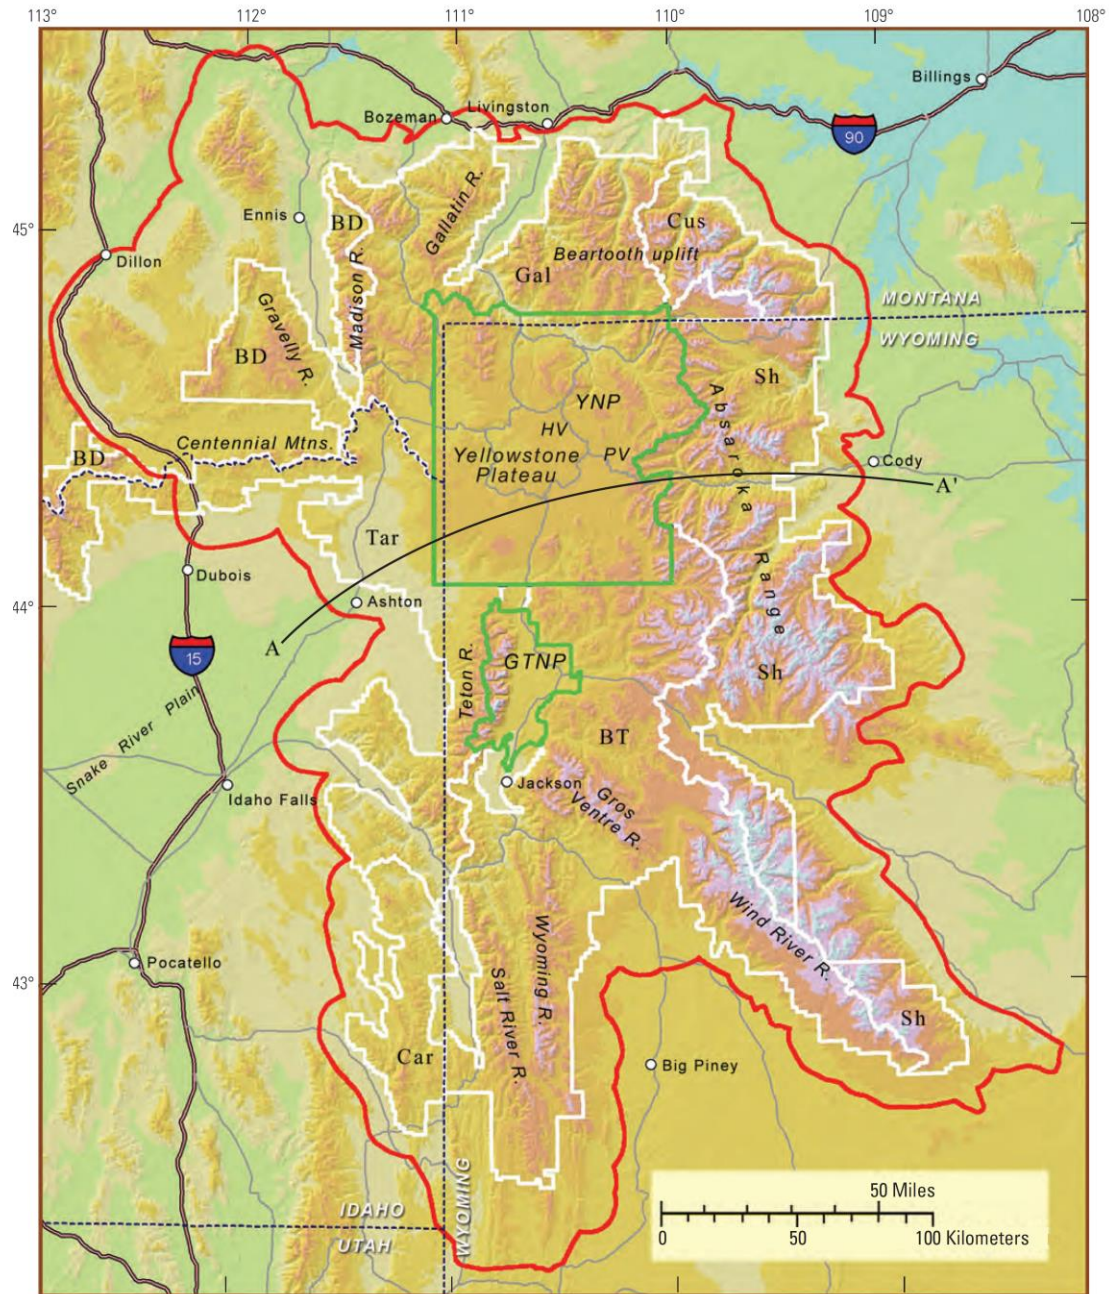 113°
112°
111°
110°
109°
108°
Billings
Livingston
Bozeman
90
Ennis
BD
Gallatin R.
Cus
45°
Dillon
Beartooth uplift
Gal
Madison R.
Gravelly R.
BD
MONTANA
WYOMING
Sh
Absaroka
Range
YNP
HV
Yellowstone
Plateau
PV
Centennial Mtns.
BD
Cody
A'
Tar
Dubois
44°
Ashton
A
15
Teton R.
GTNP
Sh
Snake River Plain
BT
Jackson
Gros
Ventre R.
Idaho Falls
Wind River R.
Wyoming R.
Salt River R.
Pocatello
43°
Sh
Car
Big Piney
IDAHO
UTAH
WYOMING
50 Miles
0
50
100 Kilometers